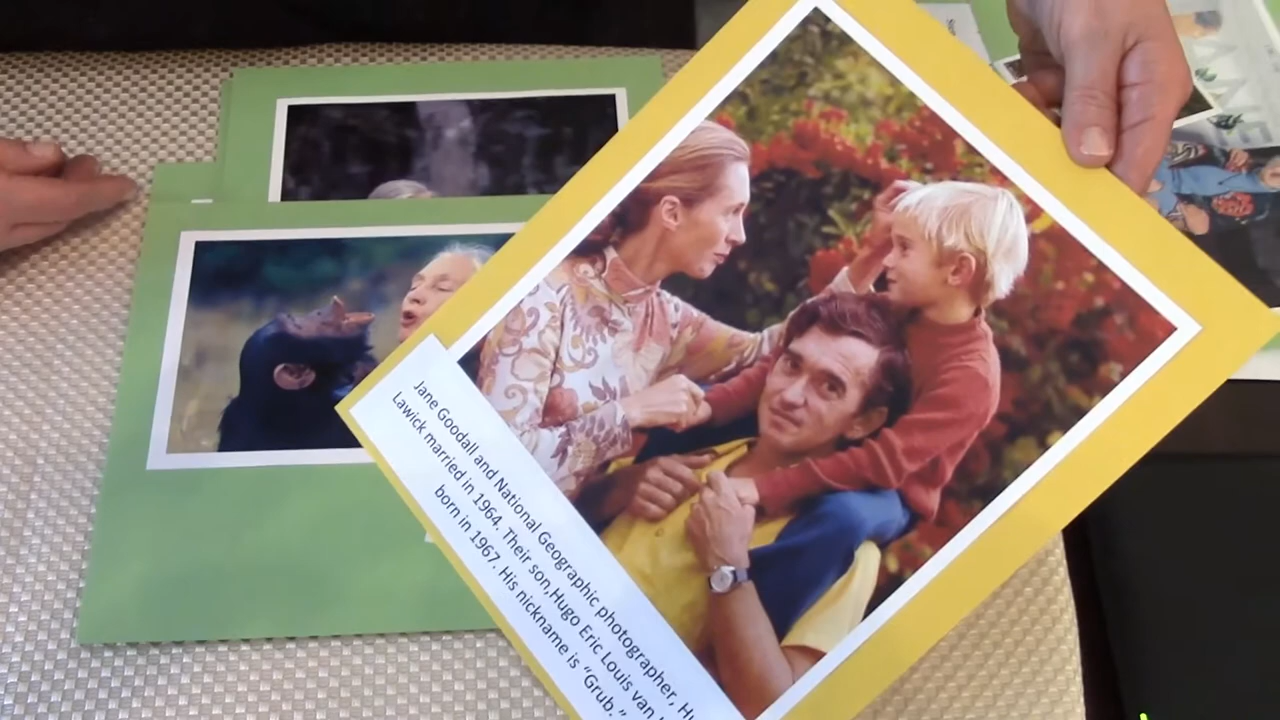 Jane Goodall and National Geographic photographer,
Lawick married in 1964. Their son,Hugo Eric Louis van
born in 1967. His nickname is “Grub.”